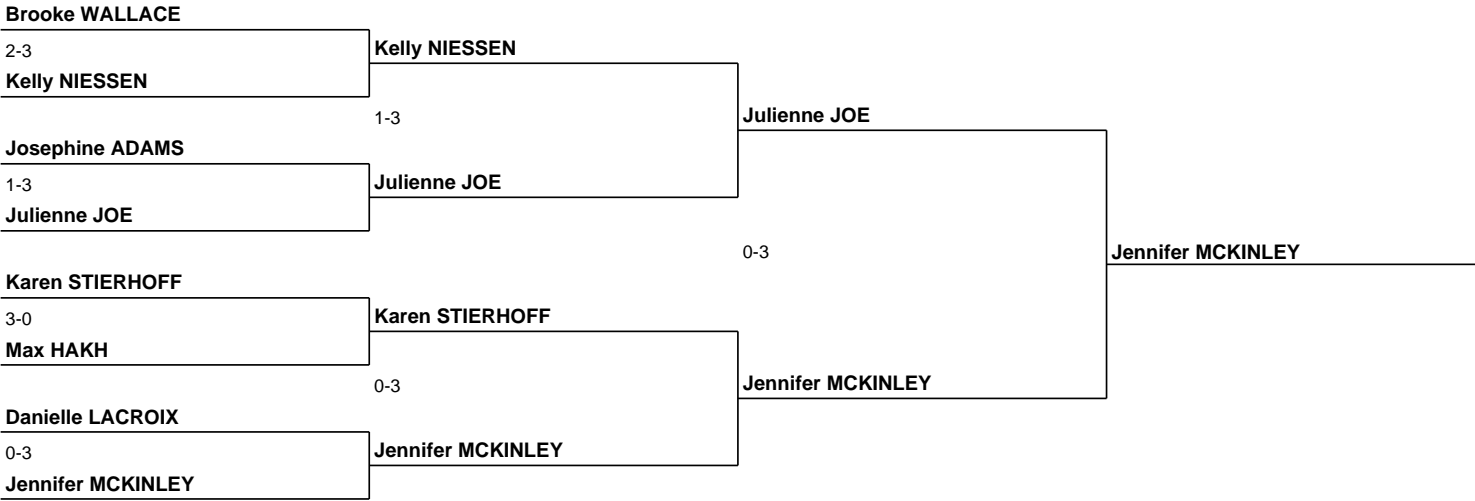 Brooke WALLACE
2-3
Kelly NIESSEN
Kelly NIESSEN
1-3
Julienne JOE
Josephine ADAMS
1-3
Julienne JOE
Julienne JOE
0-3
Jennifer MCKINLEY
Karen STIERHOFF
3-0
Karen STIERHOFF
Max HAKH
0-3
Jennifer MCKINLEY
Danielle LACROIX
0-3
Jennifer MCKINLEY
Jennifer MCKINLEY